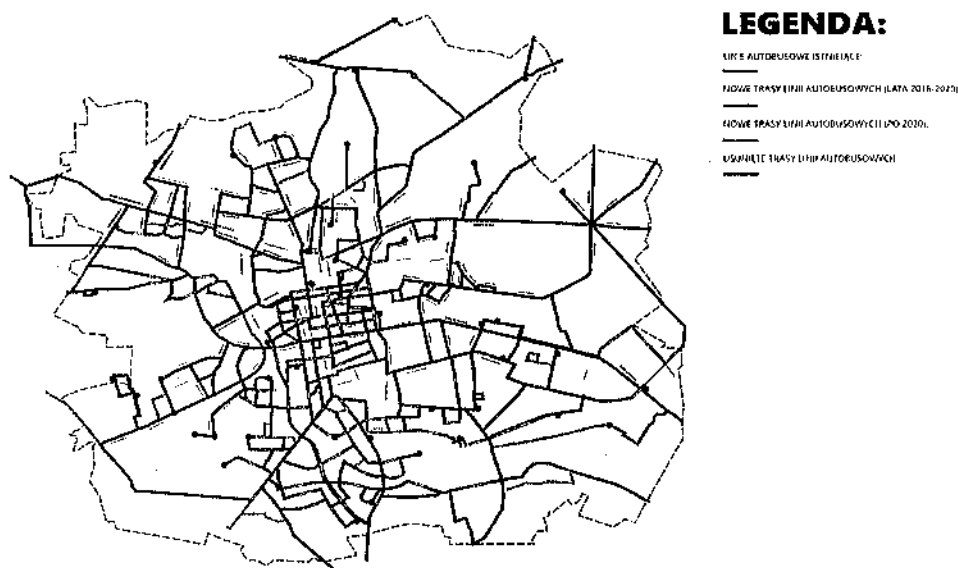 LEGENDA:
LINIE AUTOBUSOWE ISTNIEJĄCE
NOWE TRASY LINII AUTOBUSOWYCH (LATA 2016-2020)
NOWE TRASY LINII AUTOBUSOWYCH (PO 2020).
USUNIĘTE TRASY LINII AUTOBUSOWYCH